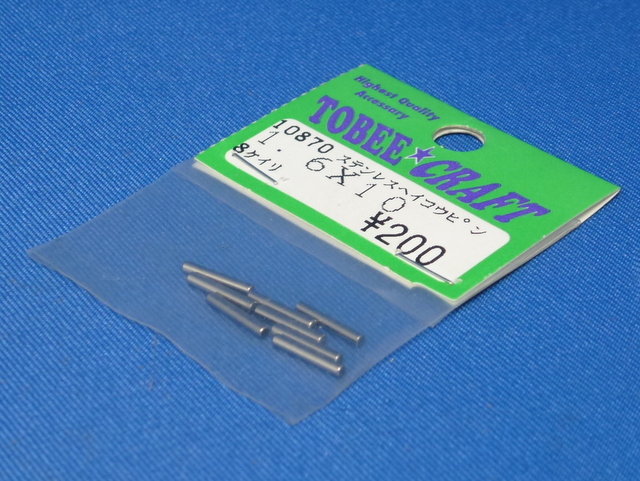 Highest Quality
Accessory
TOBEE★CRAFT
10870 ステンレスヘイコウピン
1.6X10
8ケイリ
¥200